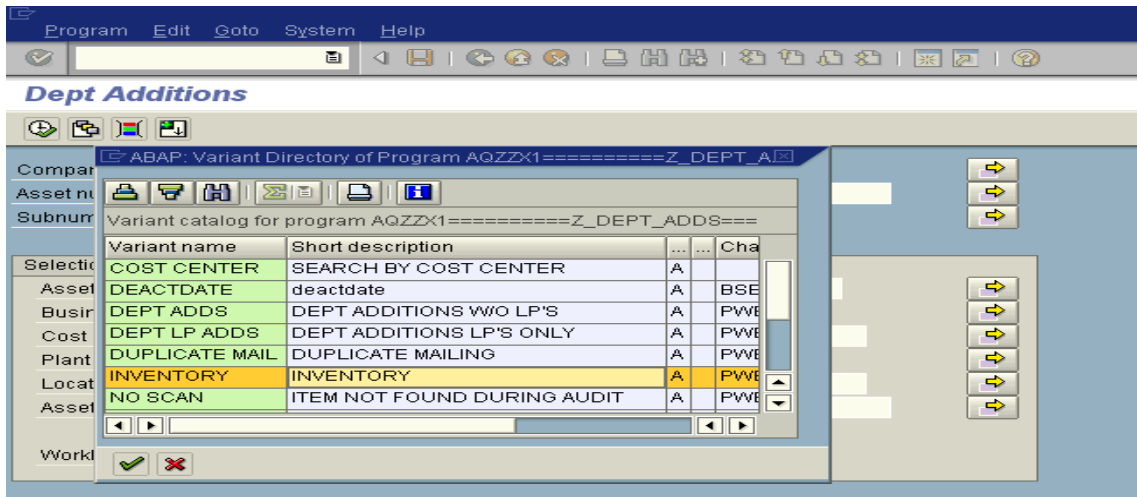 Program Edit Goto System Help
Dept Additions
ABAP: Variant Directory of Program AQZZX1==========Z_DEPT_A
Compar
Asset nu
Subnum
Variant catalog for program AQZZX1==========Z_DEPT_ADDS===
Variant name Short description ... ... Cha
Selectio
COST CENTER SEARCH BY COST CENTER A
Asset
DEACTDATE deactdate A BSE
Busir
DEPT ADDS DEPT ADDITIONS W/O LP'S A PWE
Cost
DEPT LP ADDS DEPT ADDITIONS LP'S ONLY A PWE
Plant
DUPLICATE MAIL DUPLICATE MAILING A PWE
Locat
INVENTORY INVENTORY A PWE
Asset
NO SCAN ITEM NOT FOUND DURING AUDIT A PWE
Workl